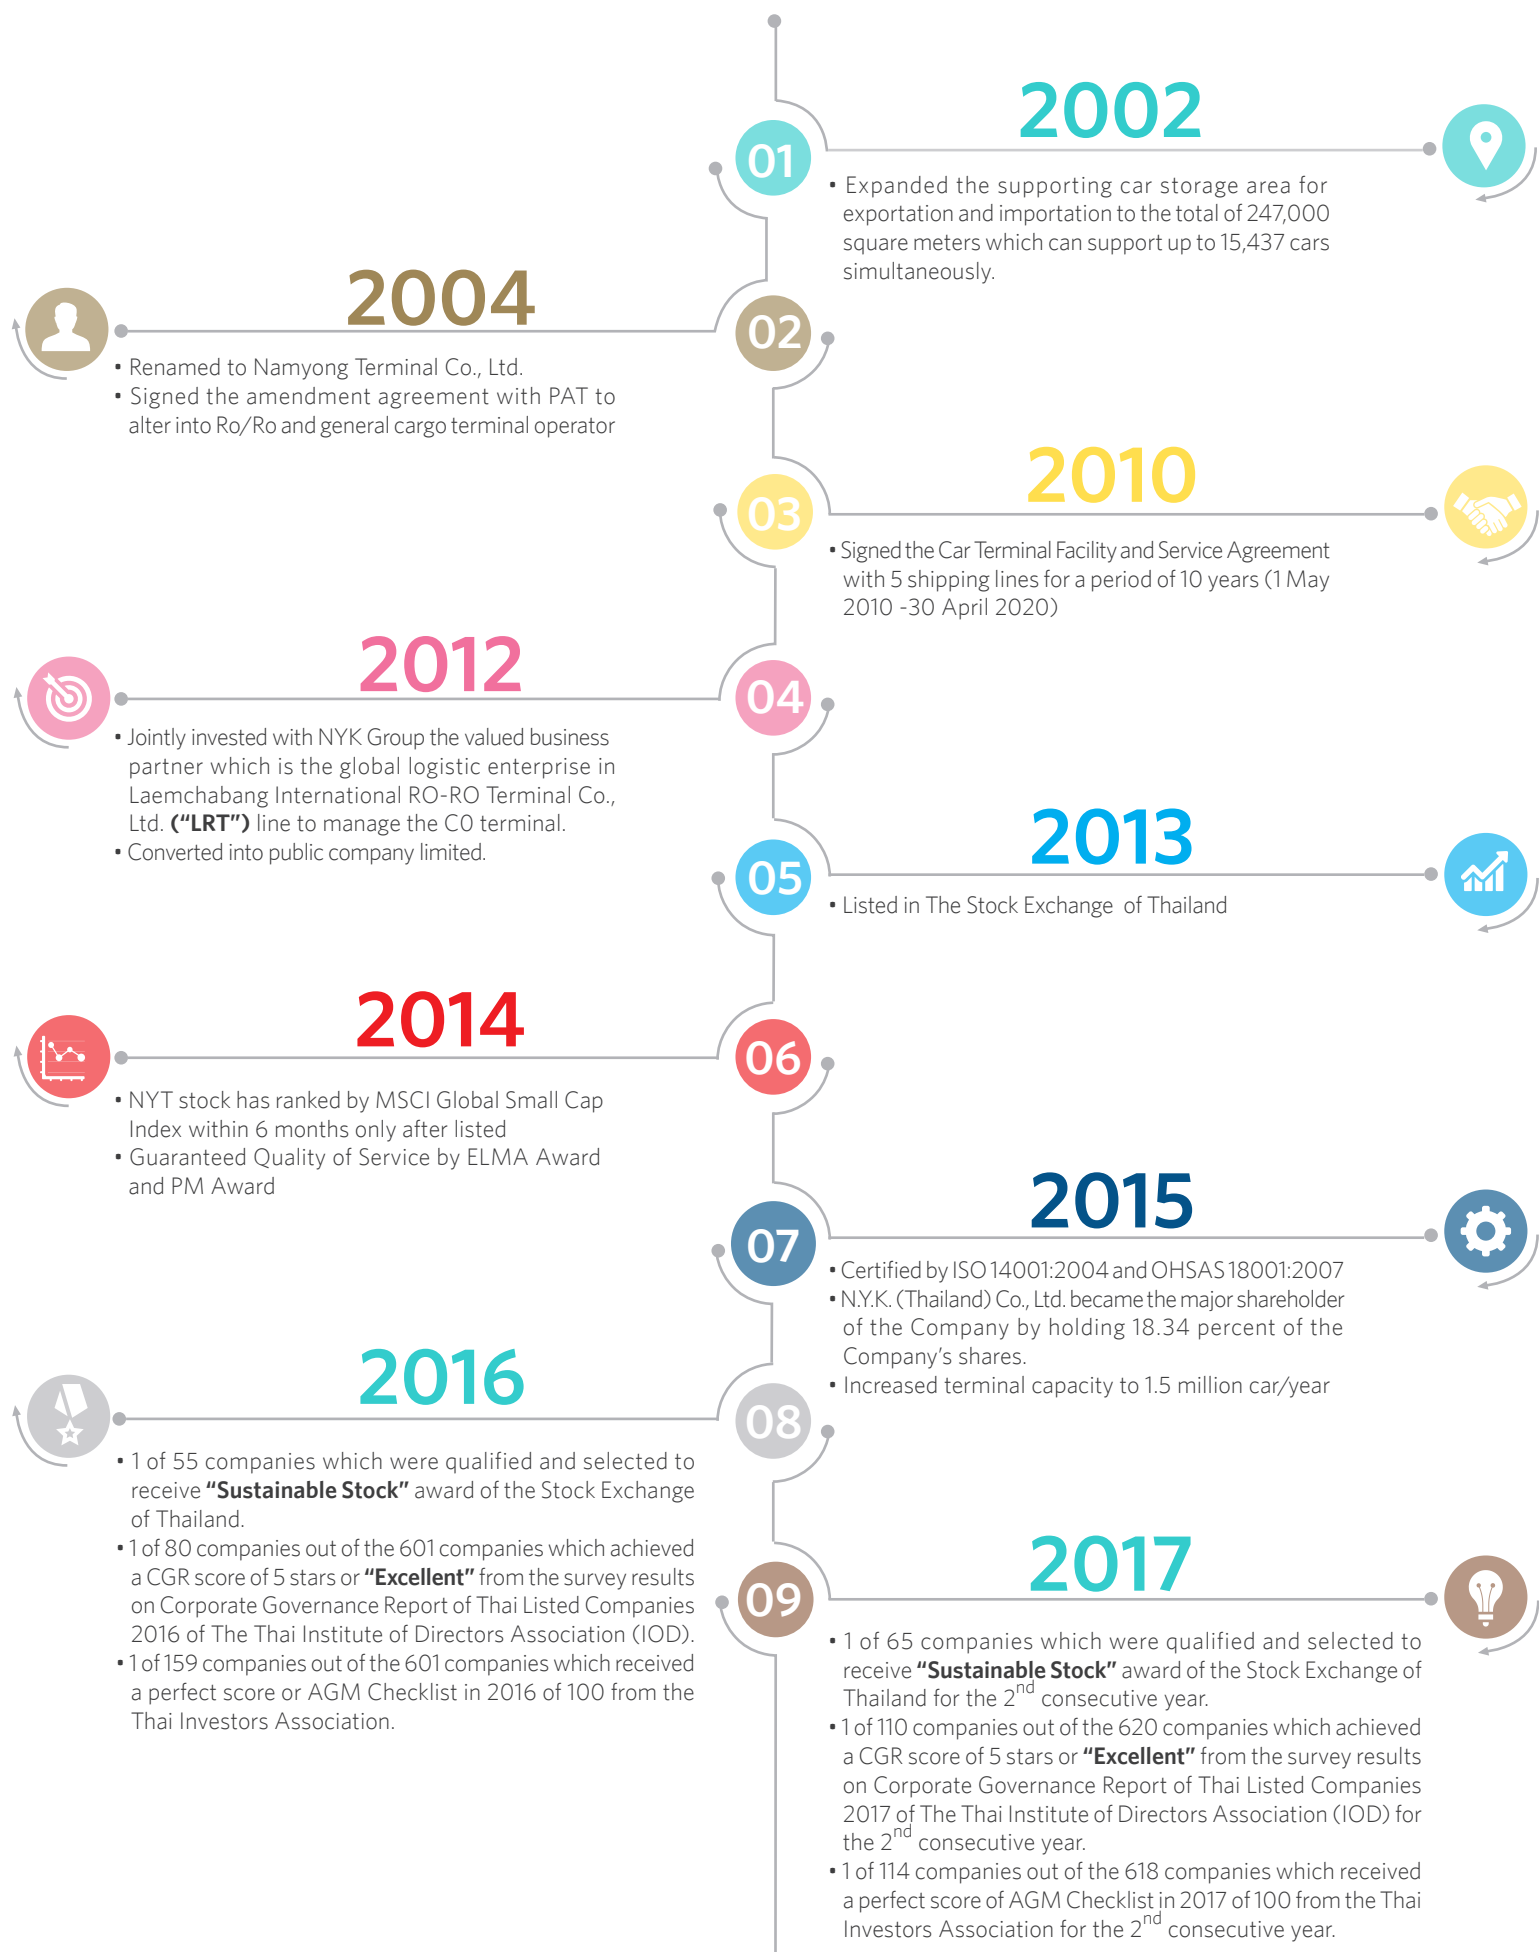 2002
01
• Expanded the supporting car storage area for
exportation and importation to the total of 247,000
square meters which can support up to 15,437 cars
simultaneously.
2004
02
• Renamed to Namyong Terminal Co., Ltd.
• Signed the amendment agreement with PAT to
alter into Ro/Ro and general cargo terminal operator
2010
03
• Signed the Car Terminal Facility and Service Agreement
with 5 shipping lines for a period of 10 years (1 May
2010 -30 April 2020)
2012
04
• Jointly invested with NYK Group the valued business
partner which is the global logistic enterprise in
Laemchabang International RO-RO Terminal Co.,
Ltd. (“LRT”) line to manage the C0 terminal.
• Converted into public company limited.
2013
05
• Listed in The Stock Exchange of Thailand
2014
06
• NYT stock has ranked by MSCI Global Small Cap
Index within 6 months only after listed
• Guaranteed Quality of Service by ELMA Award
and PM Award
2015
07
• Certified by ISO 14001:2004 and OHSAS 18001:2007
• N.Y.K. (Thailand) Co., Ltd. became the major shareholder
of the Company by holding 18.34 percent of the
Company’s shares.
• Increased terminal capacity to 1.5 million car/year
2016
08
• 1 of 55 companies which were qualified and selected to
receive “Sustainable Stock” award of the Stock Exchange
of Thailand.
• 1 of 80 companies out of the 601 companies which achieved
a CGR score of 5 stars or “Excellent” from the survey results
on Corporate Governance Report of Thai Listed Companies
2016 of The Thai Institute of Directors Association (IOD).
• 1 of 159 companies out of the 601 companies which received
a perfect score or AGM Checklist in 2016 of 100 from the
Thai Investors Association.
2017
09
• 1 of 65 companies which were qualified and selected to
receive “Sustainable Stock” award of the Stock Exchange of
Thailand for the 2nd consecutive year.
• 1 of 110 companies out of the 620 companies which achieved
a CGR score of 5 stars or “Excellent” from the survey results
on Corporate Governance Report of Thai Listed Companies
2017 of The Thai Institute of Directors Association (IOD) for
the 2nd consecutive year.
• 1 of 114 companies out of the 618 companies which received
a perfect score of AGM Checklist in 2017 of 100 from the Thai
Investors Association for the 2nd consecutive year.